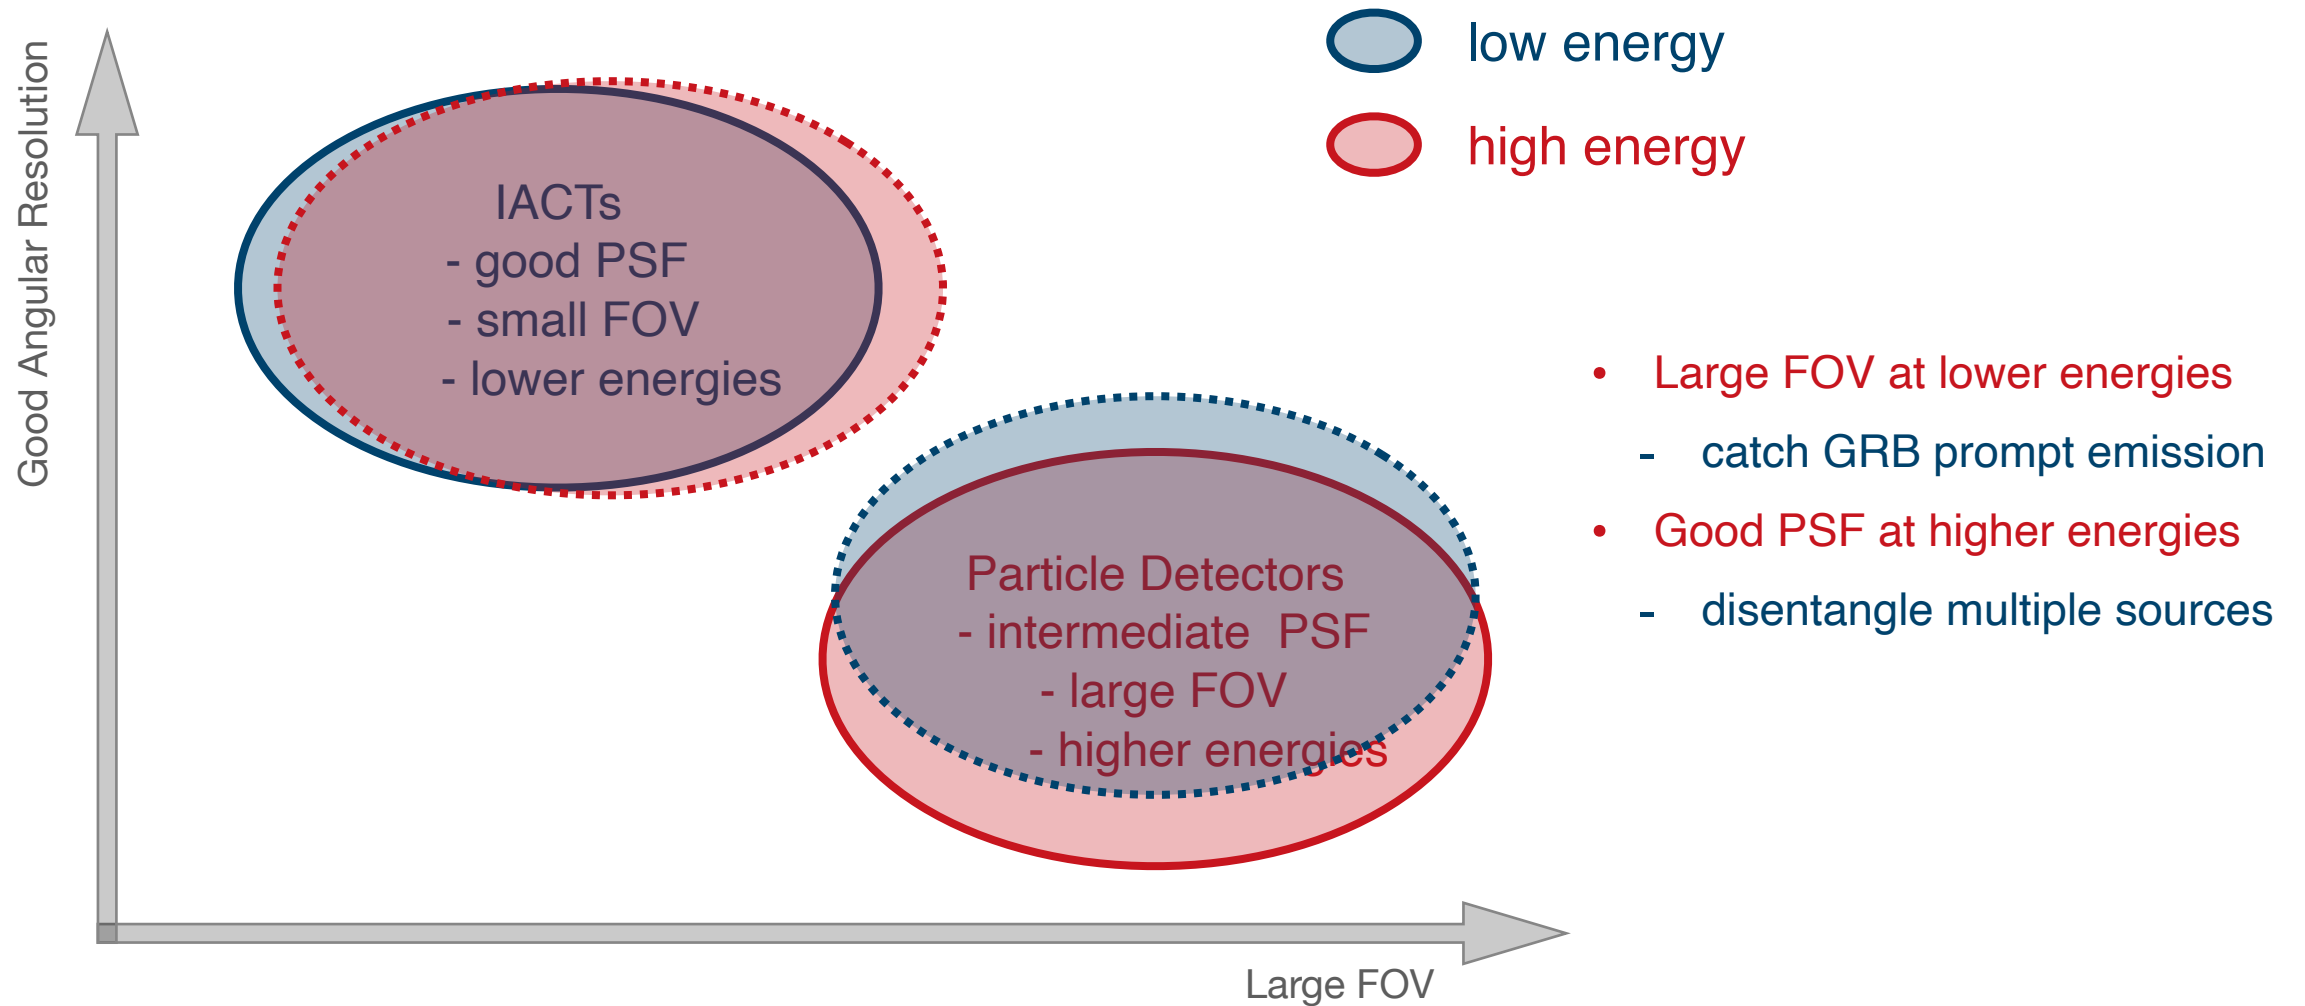 Good Angular Resolution
low energy
high energy
IACTs
- good PSF
- small FOV
- lower energies
Particle Detectors
- intermediate  PSF
- large FOV
- higher energies
• Large FOV at lower energies
- catch GRB prompt emission
• Good PSF at higher energies
- disentangle multiple sources
Large FOV